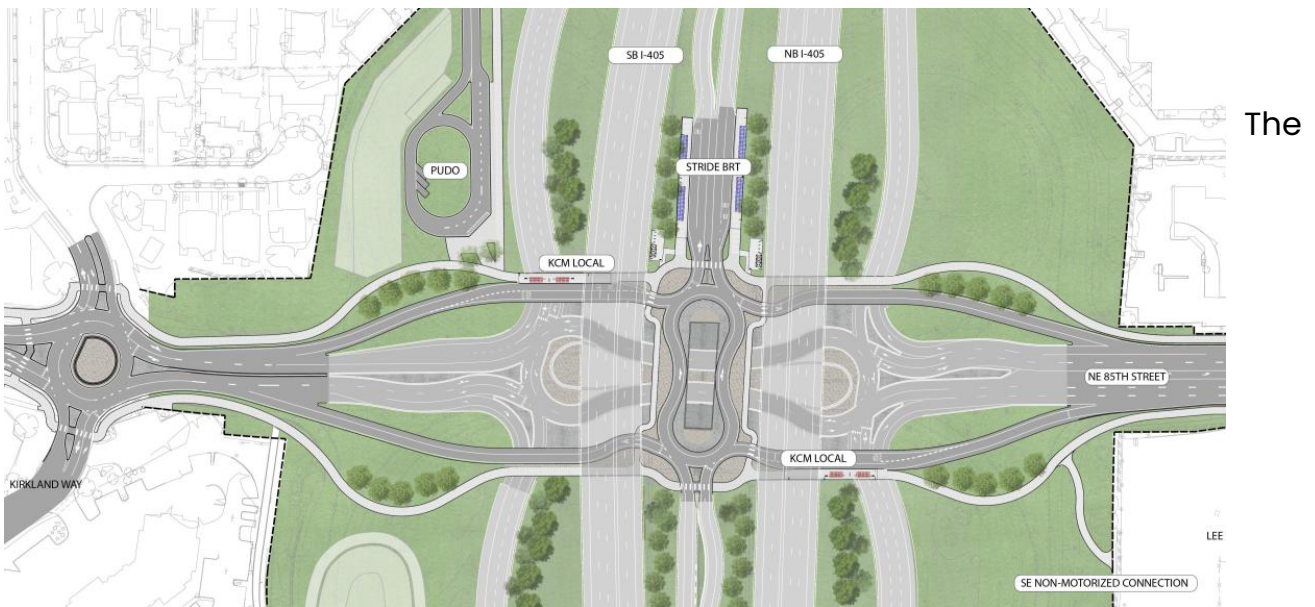 SB I-405
NB I-405
The
PUDO
STRIDE BRT
KCM LOCAL
NE 85TH STREET
KCM LOCAL
KIRKLAND WAY
LEE
SE NON-MOTORIZED CONNECTION